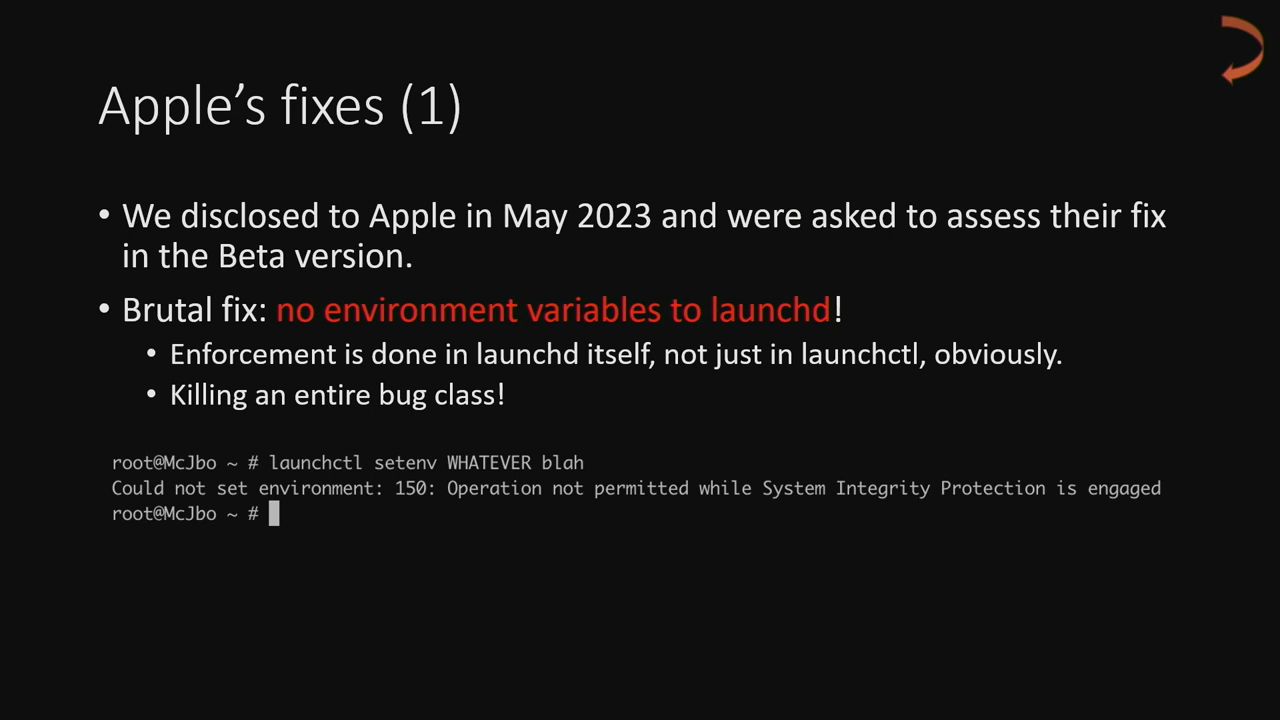 Apple’s fixes (1)
• We disclosed to Apple in May 2023 and were asked to assess their fix
in the Beta version.
• Brutal fix: no environment variables to launchd!
• Enforcement is done in launchd itself, not just in launchctl, obviously.
• Killing an entire bug class!
root@McJbo ~ # launchctl setenv WHATEVER blah
Could not set environment: 150: Operation not permitted while System Integrity Protection is engaged
root@McJbo ~ #